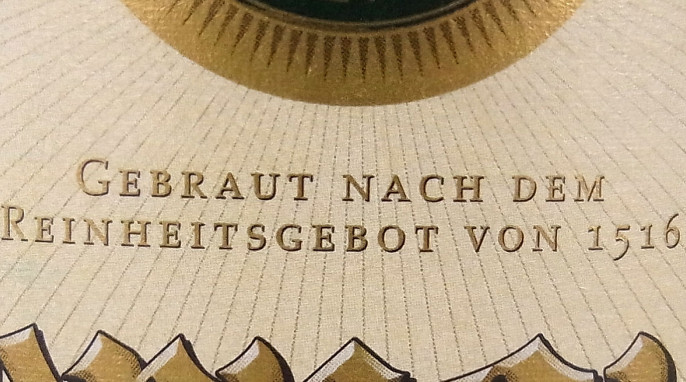 GEBRAUT NACH DEM
REINHEITSGEBOT VON 1516